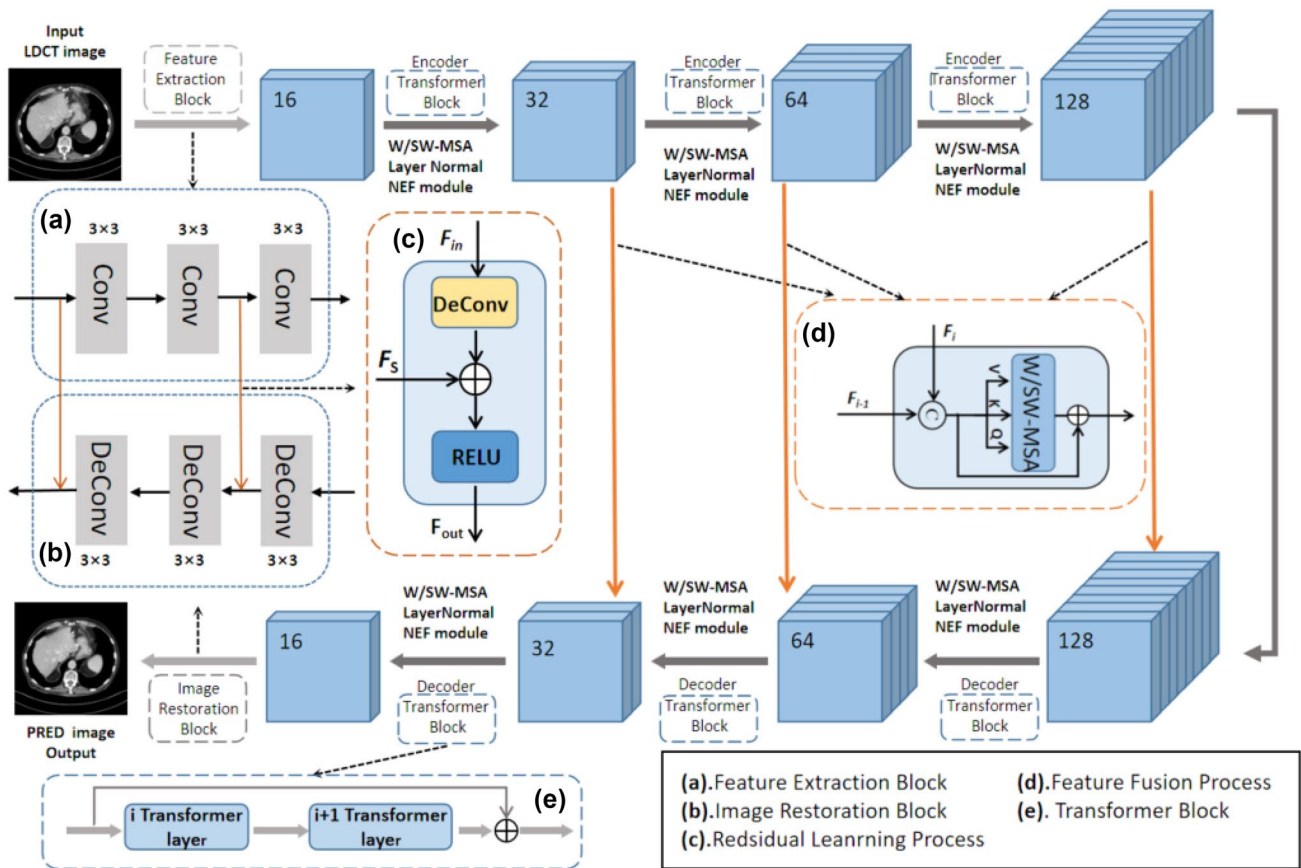 Input
LDCT image
Feature
Extraction
Block
16
Encoder
Transformer
Block
W/SW-MSA
Layer Normal
NEF module
32
Encoder
Transformer
Block
W/SW-MSA
LayerNormal
NEF module
64
Encoder
Transformer
Block
W/SW-MSA
LayerNormal
NEF module
128
(a)
3×3
3×3
3×3
Conv
Conv
Conv
(b)
DeConv
DeConv
DeConv
3×3
3×3
3×3
(c)
Fin
DeConv
FS
RELU
Fout
(d)
Fi
Fi-1
C
V
K
Q
W/SW-MSA
PRED image
Output
Image
Restoration
Block
16
W/SW-MSA
LayerNormal
NEF module
Decoder
Transformer
Block
32
W/SW-MSA
LayerNormal
NEF module
Decoder
Transformer
Block
64
W/SW-MSA
LayerNormal
NEF module
Decoder
Transformer
Block
128
(e)
i Transformer
layer
i+1 Transformer
layer
(a).Feature Extraction Block
(b).Image Restoration Block
(c).Redsidual Leanrning Process
(d).Feature Fusion Process
(e). Transformer Block